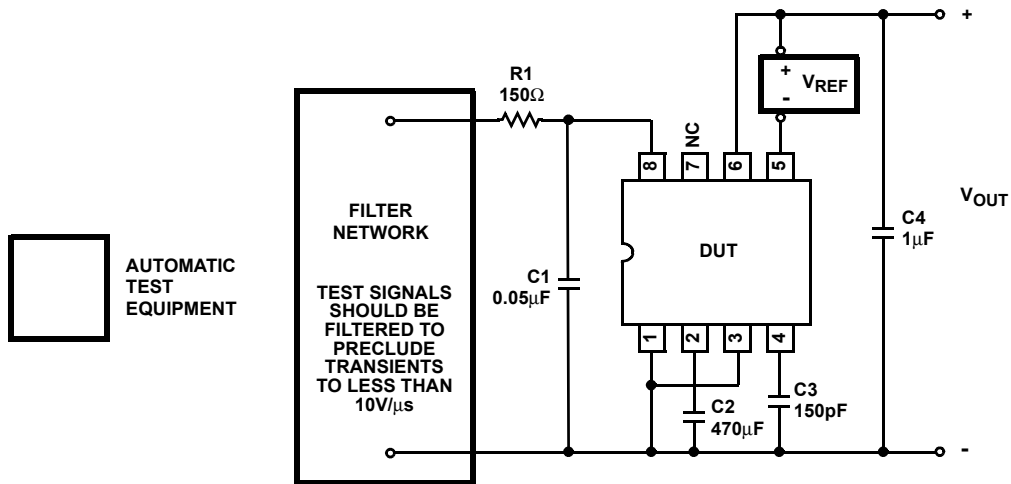 AUTOMATIC
TEST
EQUIPMENT
FILTER
NETWORK
TEST SIGNALS
SHOULD BE
FILTERED TO
PRECLUDE
TRANSIENTS
TO LESS THAN
10V/μs
R1
150Ω
C1
0.05μF
8
NC
7
6
5
+
VREF
-
DUT
1
2
3
4
C2
470μF
C3
150pF
C4
1μF
+
VOUT
-